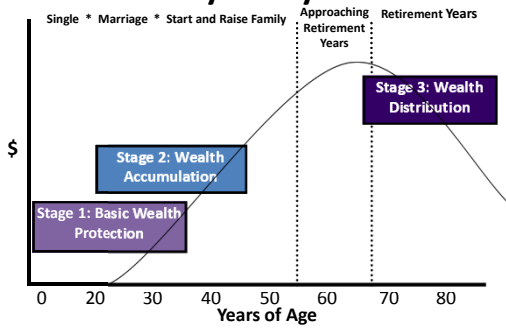 Single * Marriage * Start and Raise Family
Approaching
Retirement
Years
Retirement Years
$
Stage 3: Wealth
Distribution
Stage 2: Wealth
Accumulation
Stage 1: Basic Wealth
Protection
0 20 30 40 50 60 70 80
Years of Age